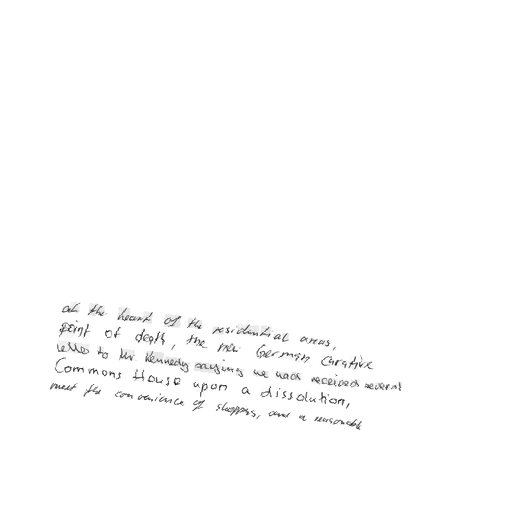 at the heart of the residential areas,
point of death, the new German Curative
letter to Mr Kennedy saying we had received several
Commons House upon a dissolution,
meet the convenience of shoppers, and a reasonable